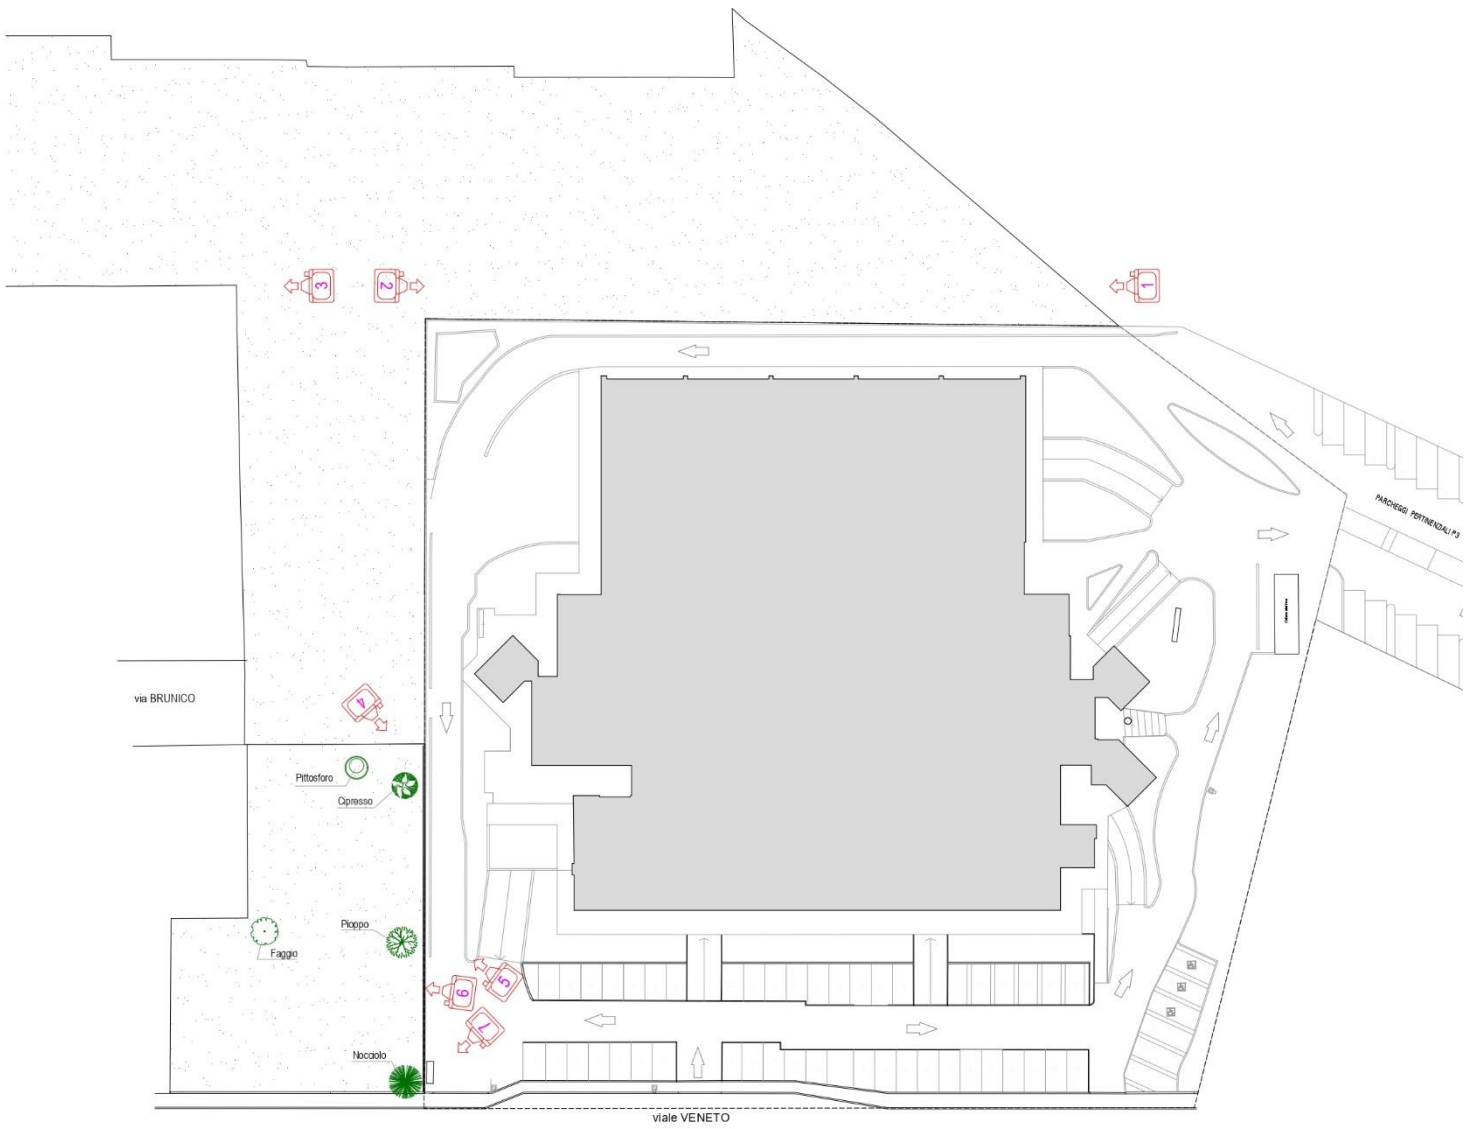 3
2
1
PARCHEGGI PERTINENZIALI P3
via BRUNICO
4
Pittosforo
Cipresso
Pioppo
Faggio
5
6
7
Nocciolo
viale VENETO